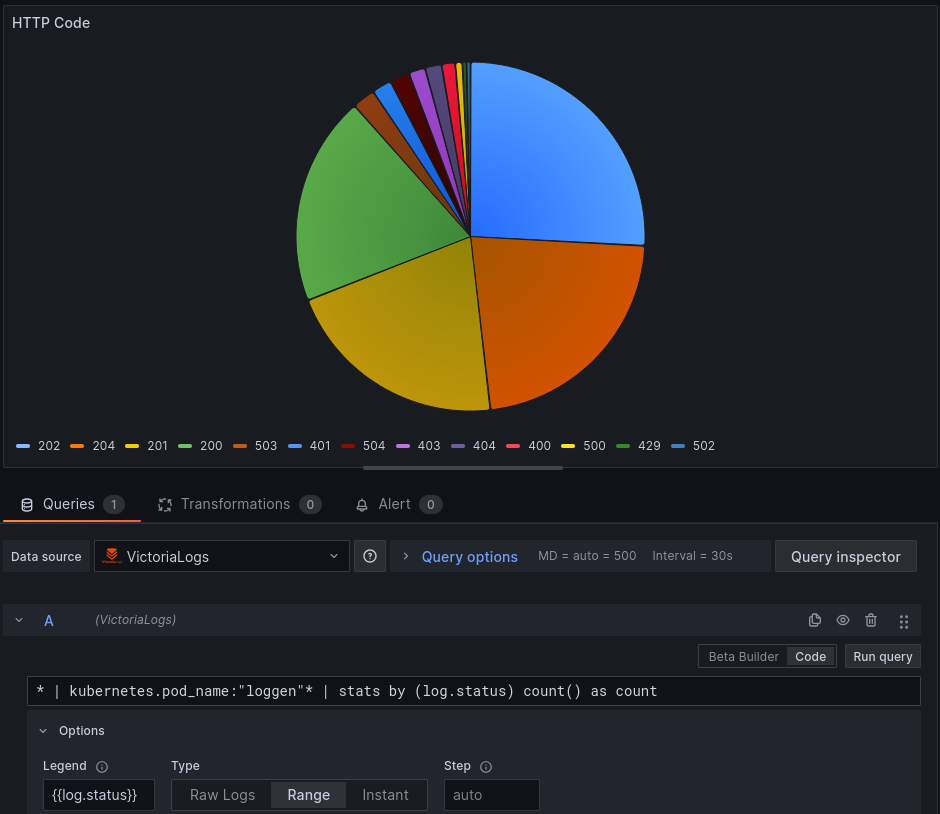 HTTP Code
202 204 201 200 503 401 504 403 404 400 500 429 502
Queries 1 Transformations 0 Alert 0
Data source VictoriaLogs Query options MD = auto = 500 Interval = 30s Query inspector
A (VictoriaLogs)
Beta Builder Code Run query
* | kubernetes.pod_name:"loggen"* | stats by (log.status) count() as count
Options
Legend Type Step
{{log.status}} Raw Logs Range Instant auto